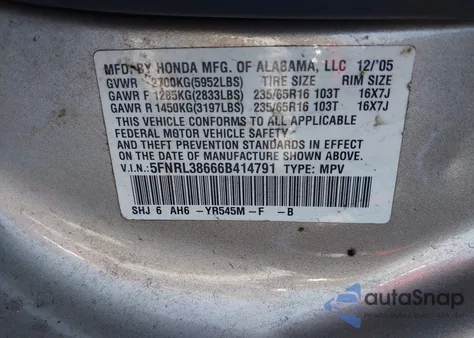 MFD. BY HONDA MFG. OF ALABAMA, LLC 12/'05
GVWR 2700KG(5952LBS) TIRE SIZE RIM SIZE
GAWR F 1285KG(2833LBS) 235/65R16 103T 16X7J
GAWR R 1450KG(3197LBS) 235/65R16 103T 16X7J
THIS VEHICLE CONFORMS TO ALL APPLICABLE
FEDERAL MOTOR VEHICLE SAFETY
AND THEFT PREVENTION STANDARDS IN EFFECT ON THE
DATE OF MANUFACTURE SHOWN ABOVE.
V.I.N.:5FNRL38666B414791 TYPE: MPV
SHJ 6 AH6 -YR545M -F -B
autoSnap